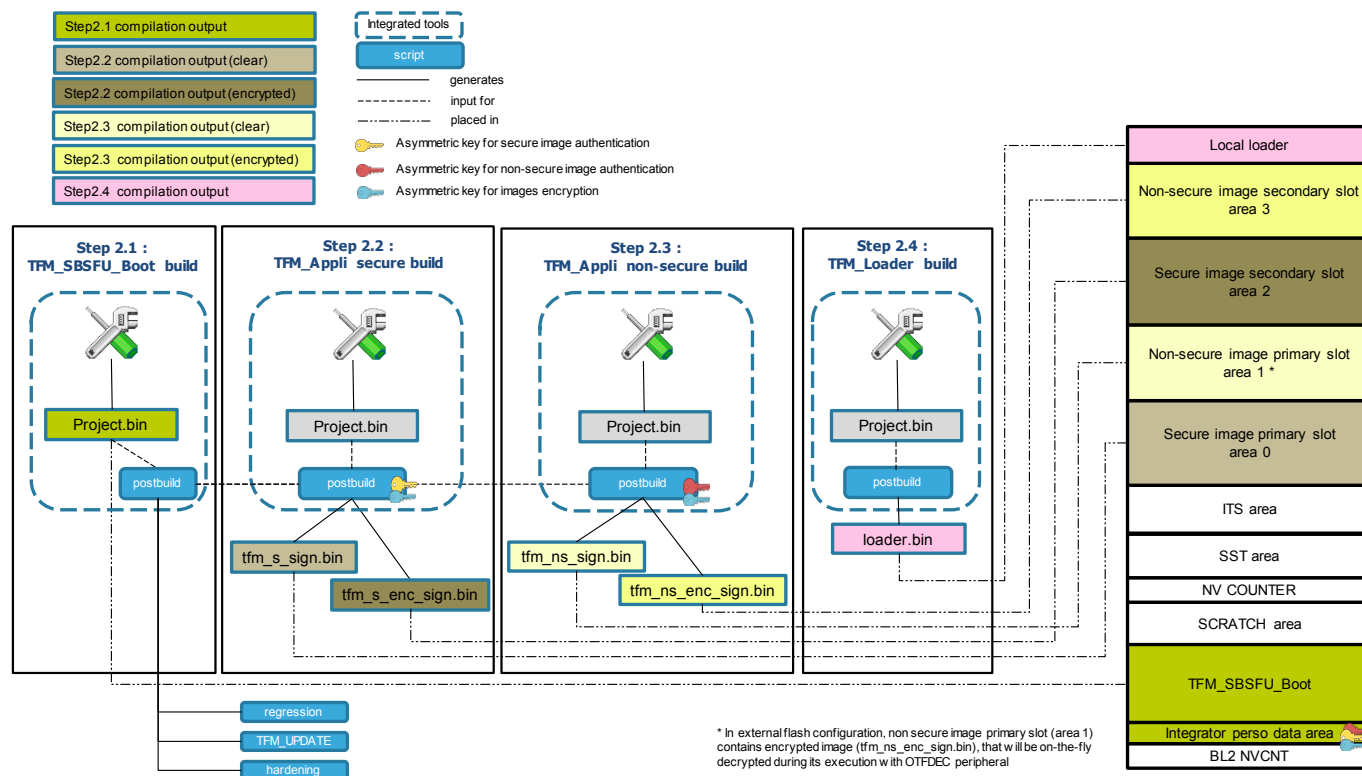 Step2.1 compilation output
Step2.2 compilation output (clear)
Step2.2 compilation output (encrypted)
Step2.3 compilation output (clear)
Step2.3 compilation output (encrypted)
Step2.4 compilation output
Integrated tools
script
generates
input for
placed in
Asymmetric key for secure image authentication
Asymmetric key for non-secure image authentication
Asymmetric key for images encryption
Step 2.1 :
TFM_SBSFU_Boot build
Project.bin
postbuild
Step 2.2 :
TFM_Appli secure build
Project.bin
postbuild
tfm_s_sign.bin
tfm_s_enc_sign.bin
Step 2.3 :
TFM_Appli non-secure build
Project.bin
postbuild
tfm_ns_sign.bin
tfm_ns_enc_sign.bin
Step 2.4 :
TFM_Loader build
Project.bin
postbuild
loader.bin
regression
TFM_UPDATE
hardening
Local loader
Non-secure image secondary slot
area 3
Secure image secondary slot
area 2
Non-secure image primary slot
area 1 *
Secure image primary slot
area 0
ITS area
SST area
NV COUNTER
SCRATCH area
TFM_SBSFU_Boot
Integrator perso data area
BL2 NVCNT
* In external flash configuration, non secure image primary slot (area 1)
contains encrypted image (tfm_ns_enc_sign.bin), that will be on-the-fly
decrypted during its execution with OTFDEC peripheral